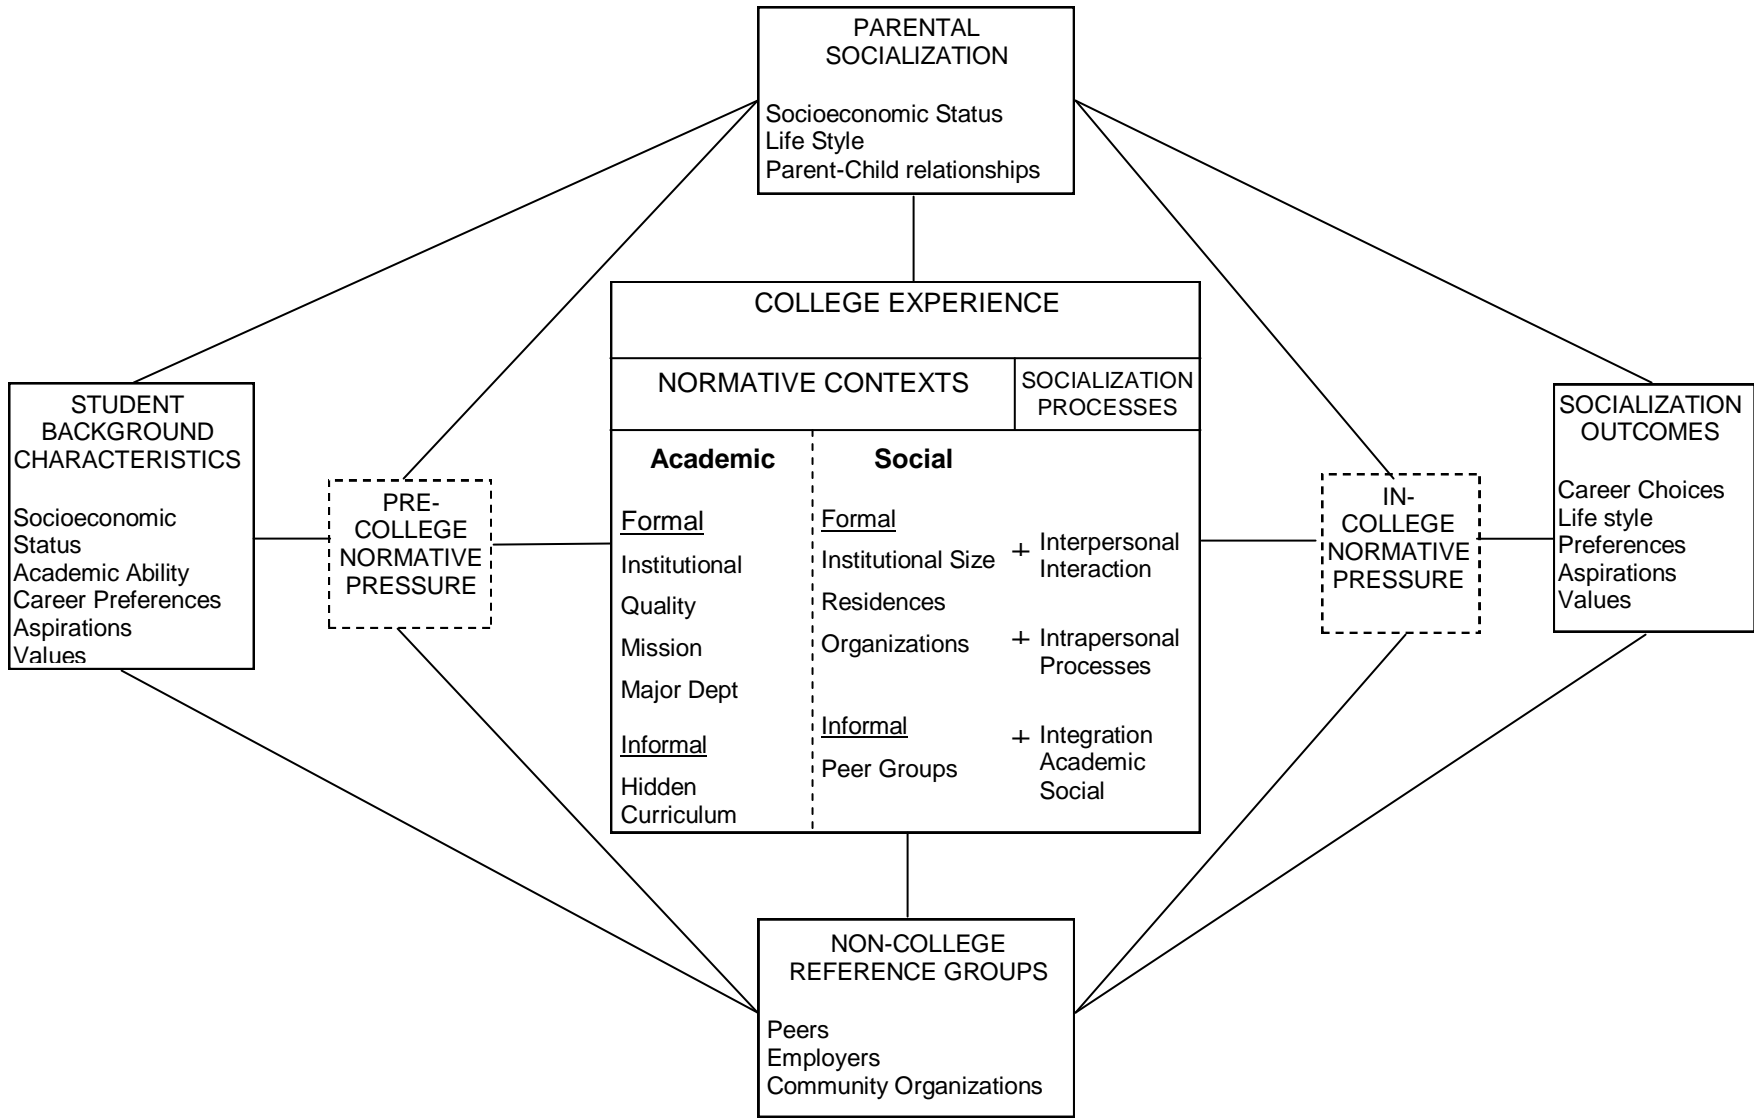 PARENTAL
SOCIALIZATION
Socioeconomic Status
Life Style
Parent-Child relationships
COLLEGE EXPERIENCE
NORMATIVE CONTEXTS
SOCIALIZATION
PROCESSES
STUDENT
BACKGROUND
CHARACTERISTICS
Socioeconomic
Status
Academic Ability
Career Preferences
Aspirations
Values
PRE-
COLLEGE
NORMATIVE
PRESSURE
Academic
Formal
Institutional
Quality
Mission
Major Dept
Informal
Hidden
Curriculum
Social
Formal
Institutional Size
Residences
Organizations
Informal
Peer Groups
+ Interpersonal
Interaction
+ Intrapersonal
Processes
+ Integration
Academic
Social
IN-
COLLEGE
NORMATIVE
PRESSURE
SOCIALIZATION
OUTCOMES
Career Choices
Life style
Preferences
Aspirations
Values
NON-COLLEGE
REFERENCE GROUPS
Peers
Employers
Community Organizations